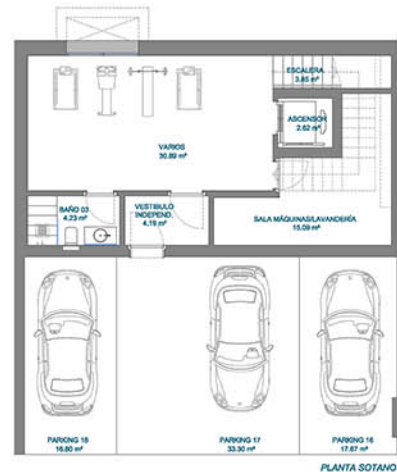 ESCALERA
3.85 m²
ASCENSOR
2.62 m²
VARIOS
30.89 m²
BAÑO 03
4.23 m²
VESTIBULO
INDEPEND.
4.19 m²
SALA MÁQUINAS/LAVANDERÍA
15.09 m²
PARKING 18
16.80 m²
PARKING 17
33.30 m²
PARKING 16
17.67 m²
PLANTA SOTANO